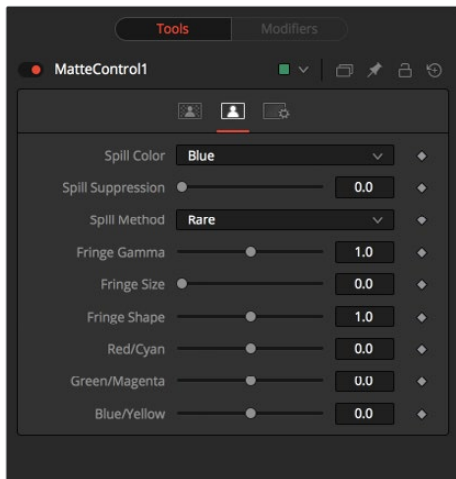 Tools Modifiers
MatteControl1
Spill Color Blue
Spill Suppression 0.0
Spill Method Rare
Fringe Gamma 1.0
Fringe Size 0.0
Fringe Shape 1.0
Red/Cyan 0.0
Green/Magenta 0.0
Blue/Yellow 0.0